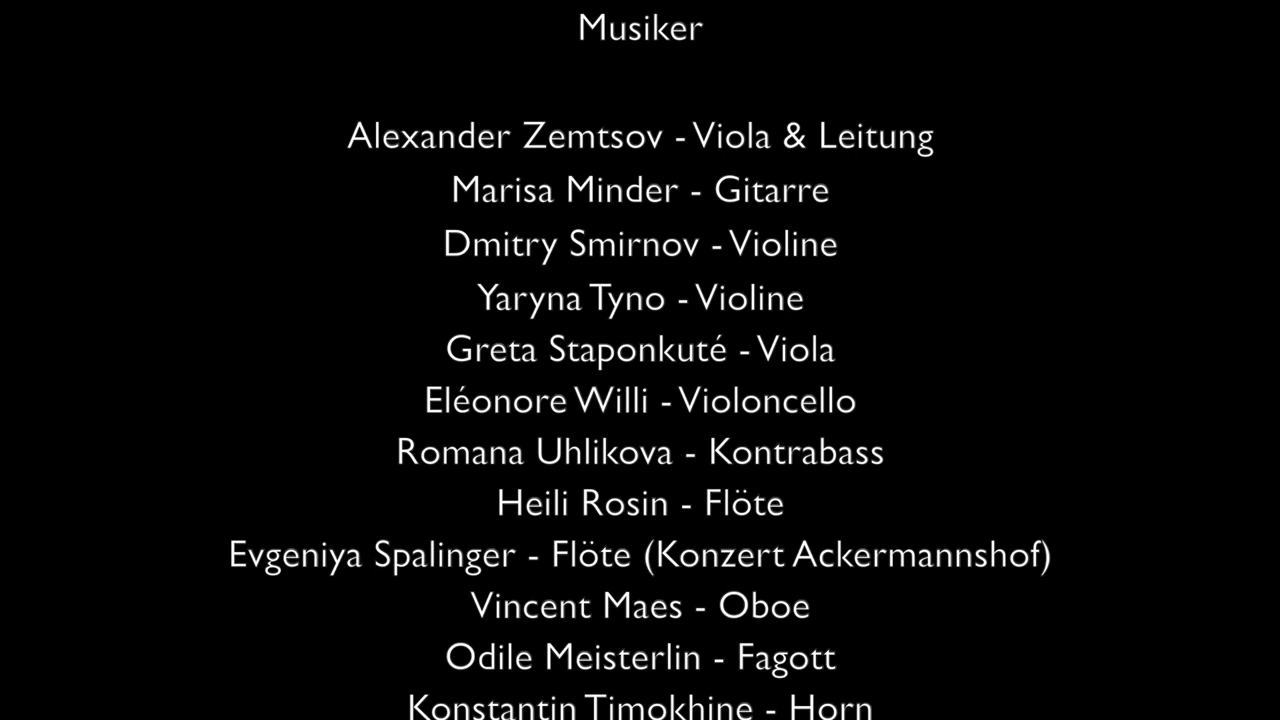 Musiker
Alexander Zemtsov - Viola & Leitung
Marisa Minder - Gitarre
Dmitry Smirnov - Violine
Yaryna Tyno - Violine
Greta Staponkuté - Viola
Eléonore Willi - Violoncello
Romana Uhlikova - Kontrabass
Heili Rosin - Flöte
Evgeniya Spalinger - Flöte (Konzert Ackermannshof)
Vincent Maes - Oboe
Odile Meisterlin - Fagott
Konstantin Timokhine - Horn